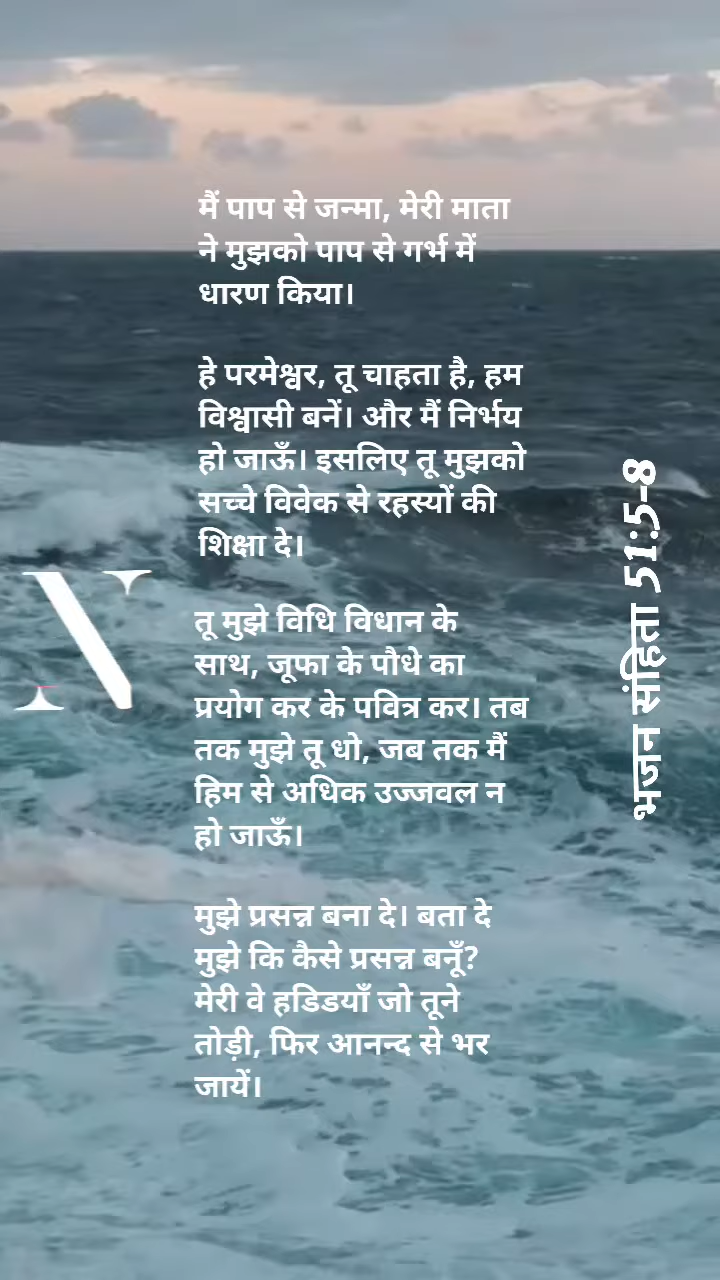 मैं पाप से जन्मा, मेरी माता
ने मुझको पाप से गर्भ में
धारण किया।
हे परमेश्वर, तू चाहता है, हम
विश्वासी बनें। और मैं निर्भय
हो जाऊँ। इसलिए तू मुझको
सच्चे विवेक से रहस्यों की
शिक्षा दे।
तू मुझे विधि विधान के
साथ, जूफा के पौधे का
प्रयोग कर के पवित्र कर। तब
तक मुझे तू धो, जब तक मैं
हिम से अधिक उज्जवल न
हो जाऊँ।
मुझे प्रसन्न बना दे। बता दे
मुझे कि कैसे प्रसन्न बनूँ?
मेरी वे हडिडयाँ जो तूने
तोड़ी, फिर आनन्द से भर
जायें।
N
भजन संहिता 51:5-8